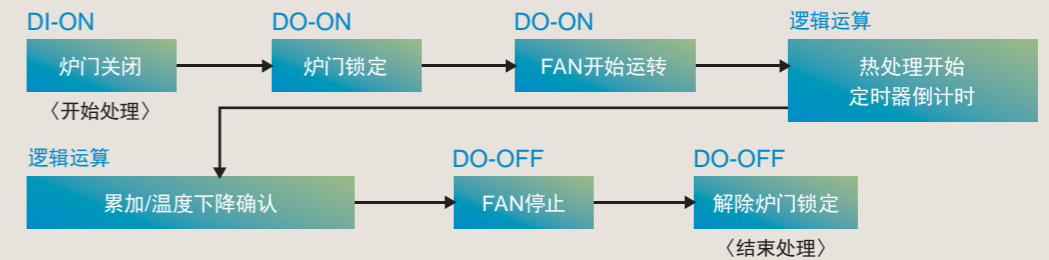 DI-ON
炉门关闭
〈开始处理〉
DO-ON
炉门锁定
DO-ON
FAN开始运转
逻辑运算
热处理开始
定时器倒计时
逻辑运算
累加/温度下降确认
DO-OFF
FAN停止
DO-OFF
解除炉门锁定
〈结束处理〉